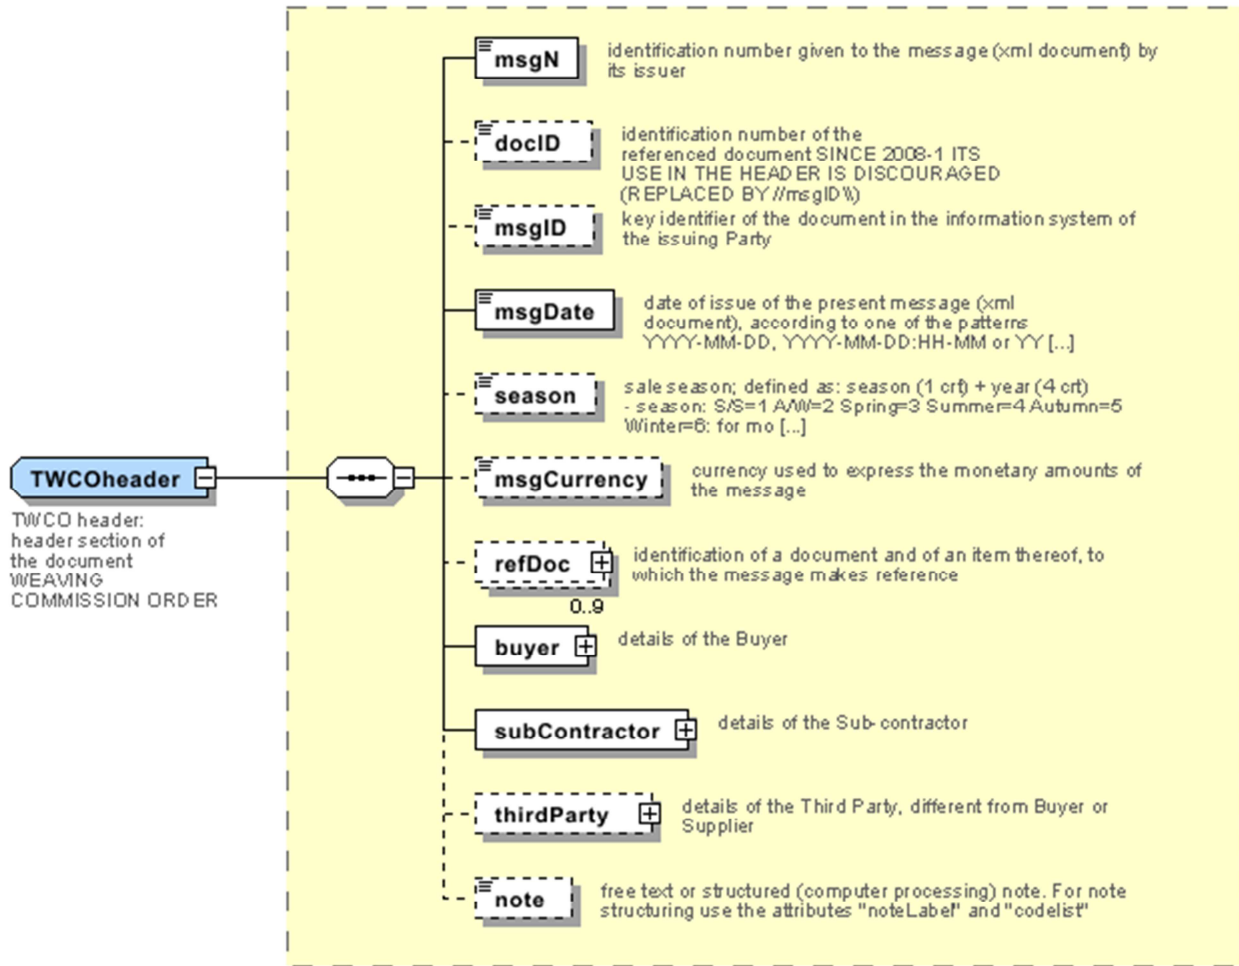 msgN
identification number given to the message (xml document) by
its issuer
docID
identification number of the
referenced document SINCE 2008-1 ITS
USE IN THE HEADER IS DISCOURAGED
(REPLACED BY //msgID\\)
msgID
key identifier of the document in the information system of
the issuing Party
msgDate
date of issue of the present message (xml
document), according to one of the patterns
YYYY-MM-DD, YYYY-MM-DD:HH-MM or YY [...]
season
sale season; defined as: season (1 crt) + year (4 crt)
- season: S/S=1 A/W=2 Spring=3 Summer=4 Autumn=5
Winter=6: for mo [...]
TWCOheader
TWCO header:
header section of
the document
WEAVING
COMMISSION ORDER
msgCurrency
currency used to express the monetary amounts of
the message
refDoc
identification of a document and of an item thereof, to
which the message makes reference
0..9
buyer
details of the Buyer
subContractor
details of the Sub-contractor
thirdParty
details of the Third Party, different from Buyer or
Supplier
note
free text or structured (computer processing) note. For note
structuring use the attributes "noteLabel" and "codelist"